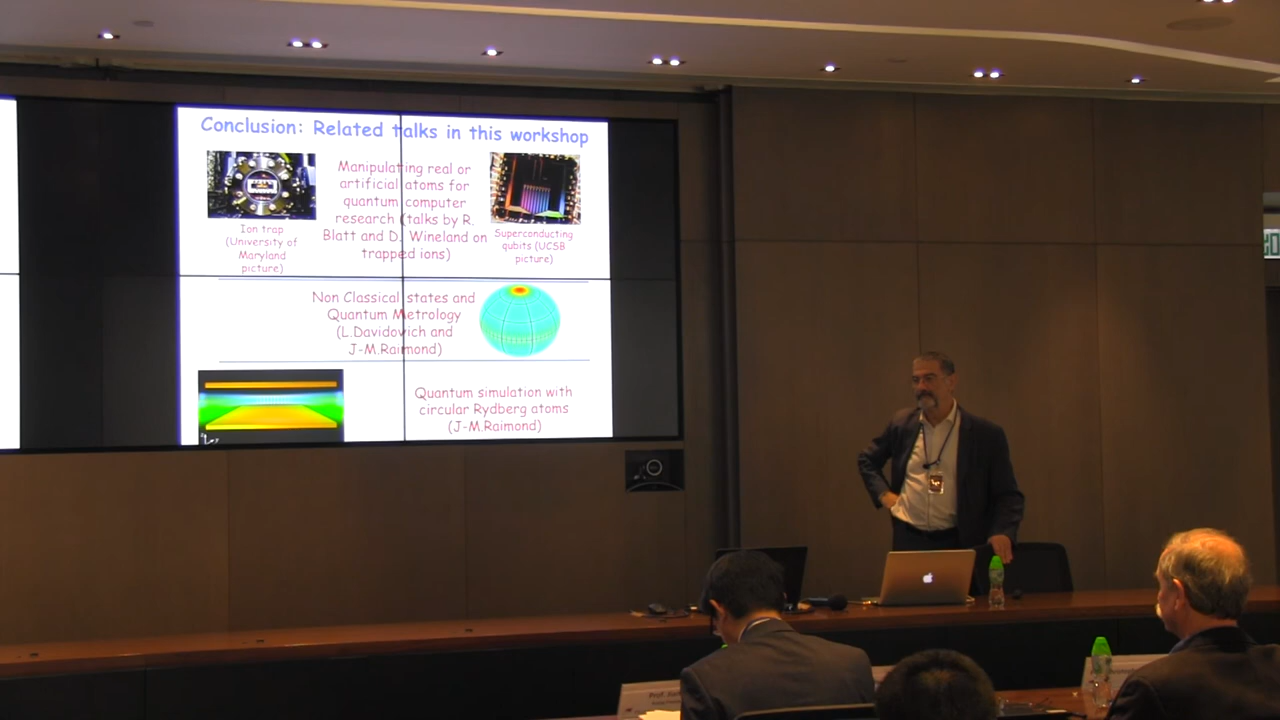 Conclusion: Related talks in this workshop
Manipulating real or
artificial atoms for
quantum computer
research (talks by R.
Blatt and D. Wineland on
trapped ions)
Ion trap
(University of
Maryland
picture)
Superconducting
qubits (UCSB
picture)
Non Classical states and
Quantum Metrology
(L.Davidovich and
J-M.Raimond)
Quantum simulation with
circular Rydberg atoms
(J-M.Raimond)
Prof.